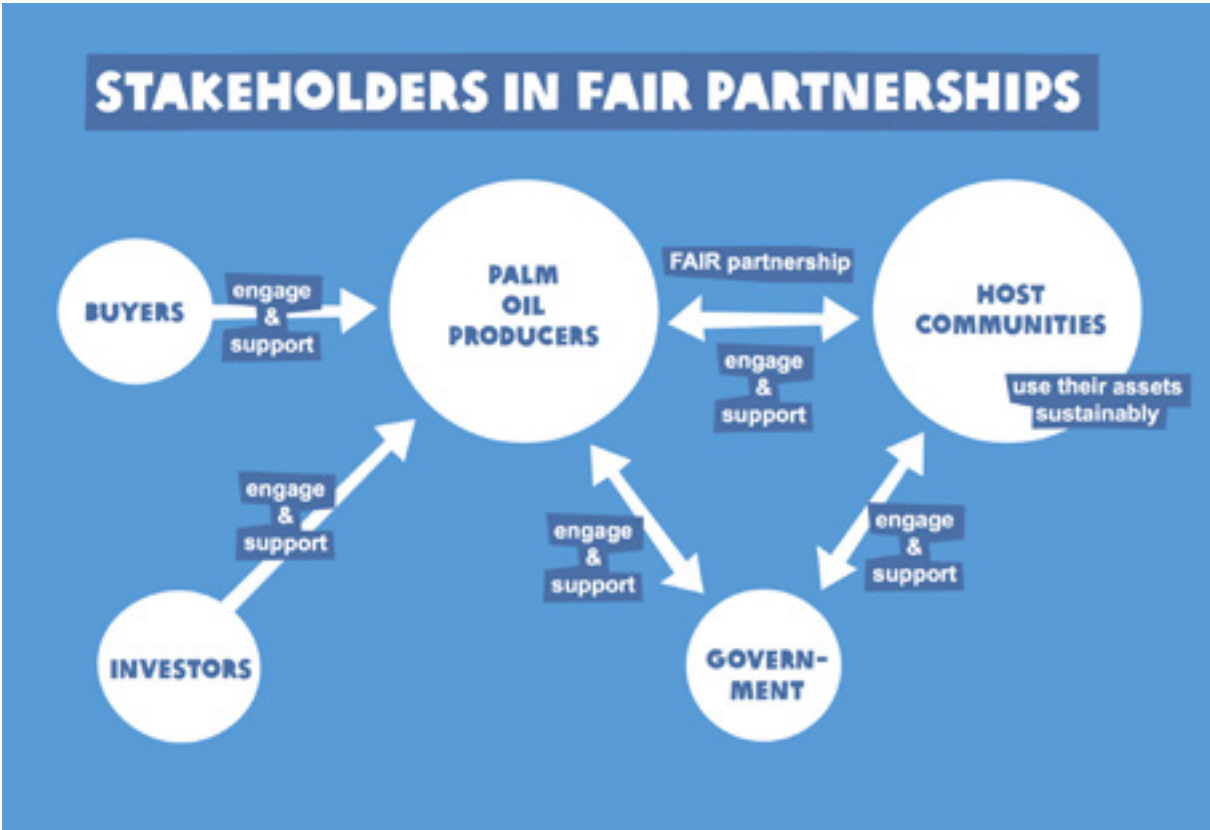 STAKEHOLDERS IN FAIR PARTNERSHIPS
BUYERS
engage
&
support
PALM
OIL
PRODUCERS
FAIR partnership
engage
&
support
HOST
COMMUNITIES
use their assets
sustainably
engage
&
support
engage
&
support
engage
&
support
INVESTORS
GOVERN-
MENT